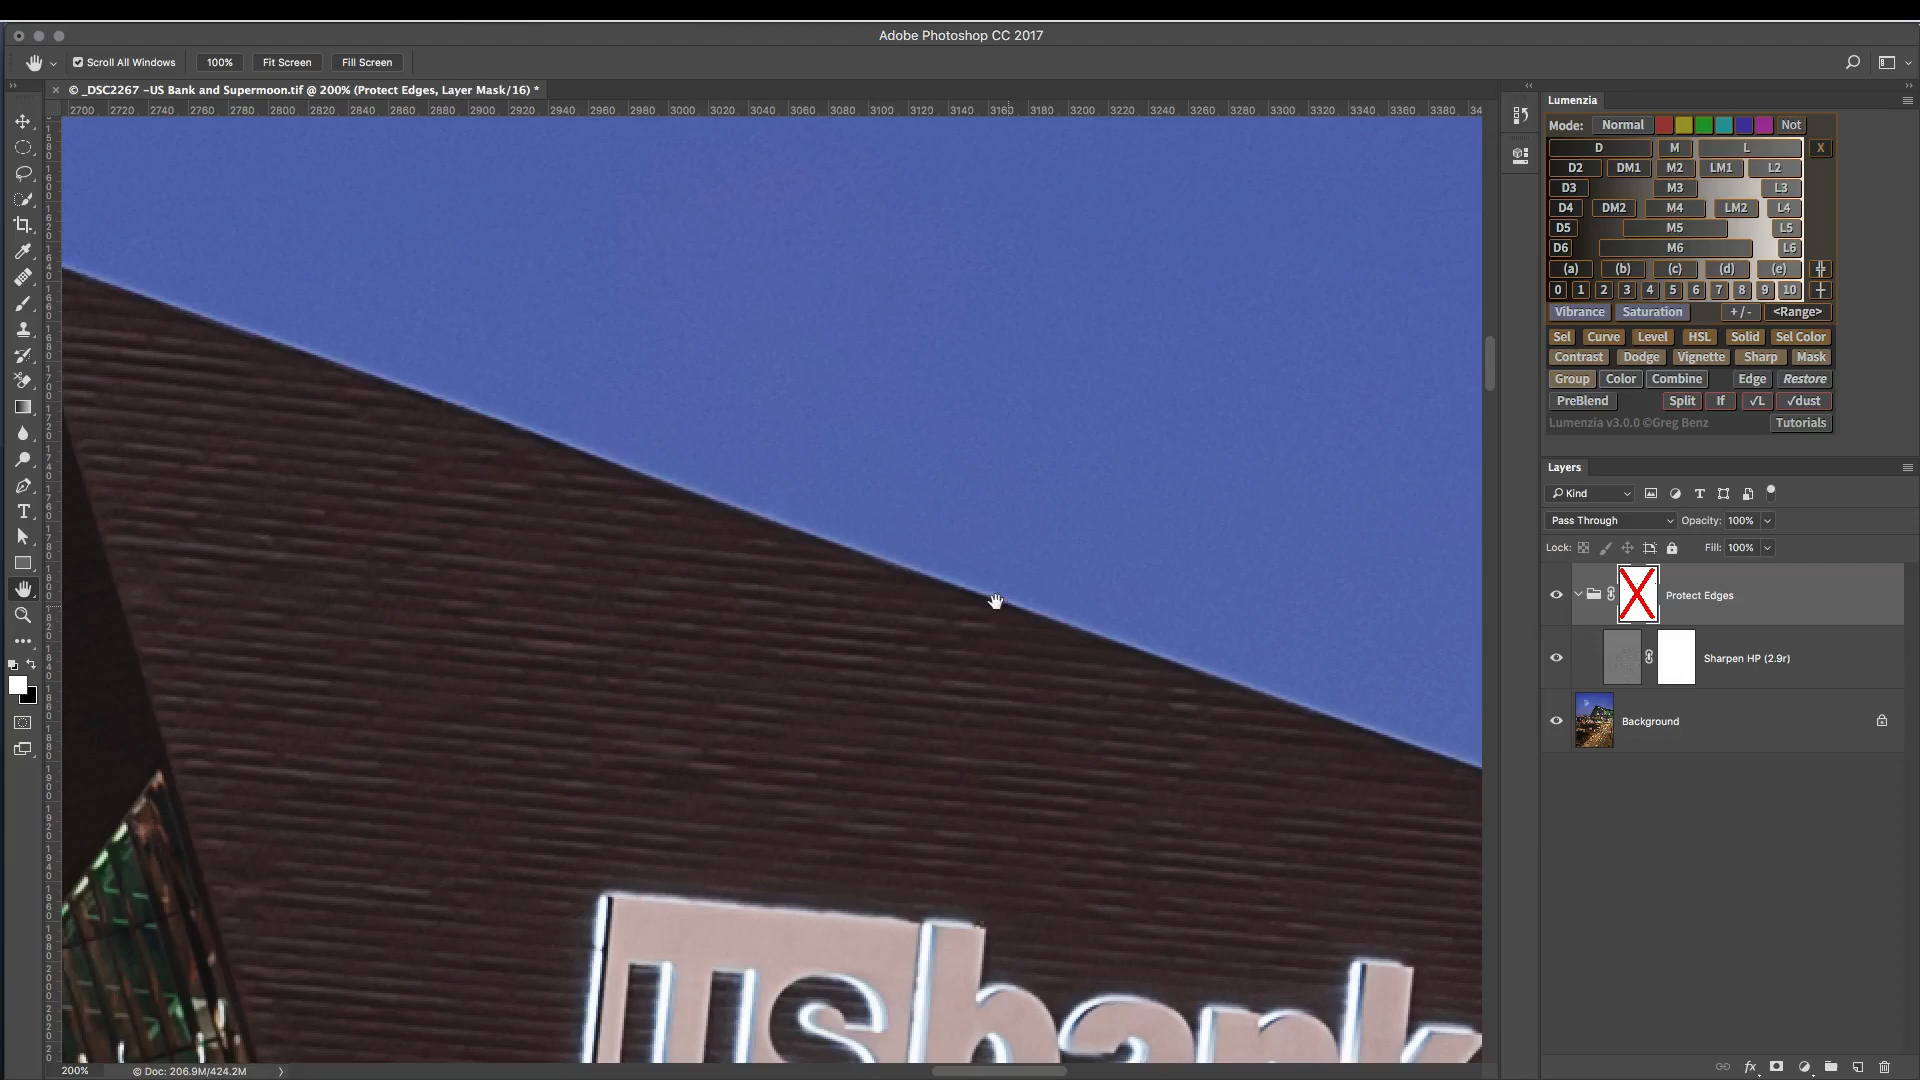 Adobe Photoshop CC 2017
Scroll All Windows 100% Fit Screen Fill Screen
© _DSC2267 -US Bank and Supermoon.tif @ 200% (Protect Edges, Layer Mask/16) *
2700 2720 2740 2760 2780 2800 2820 2840 2860 2880 2900 2920 2940 2960 2980 3000 3020 3040 3060 3080 3100 3120 3140 3160 3180 3200 3220 3240 3260 3280 3300 3320 3340 3360 3380 34
Lumenzia
Mode: Normal Not
D M L X
D2 DM1 M2 LM1 L2
D3 M3 L3
D4 DM2 M4 LM2 L4
D5 M5 L5
D6 M6 L6
(a) (b) (c) (d) (e)
0 1 2 3 4 5 6 7 8 9 10
Vibrance Saturation +/- <Range>
Sel Curve Level HSL Solid Sel Color
Contrast Dodge Vignette Sharp Mask
Group Color Combine Edge Restore
PreBlend Split If √L √dust
Lumenzia v3.0.0 ©Greg Benz Tutorials
Layers
Kind
Pass Through Opacity: 100%
Lock: Fill: 100%
Protect Edges
Sharpen HP (2.9r)
Background
USbank
200% © Doc: 206.9M/424.2M